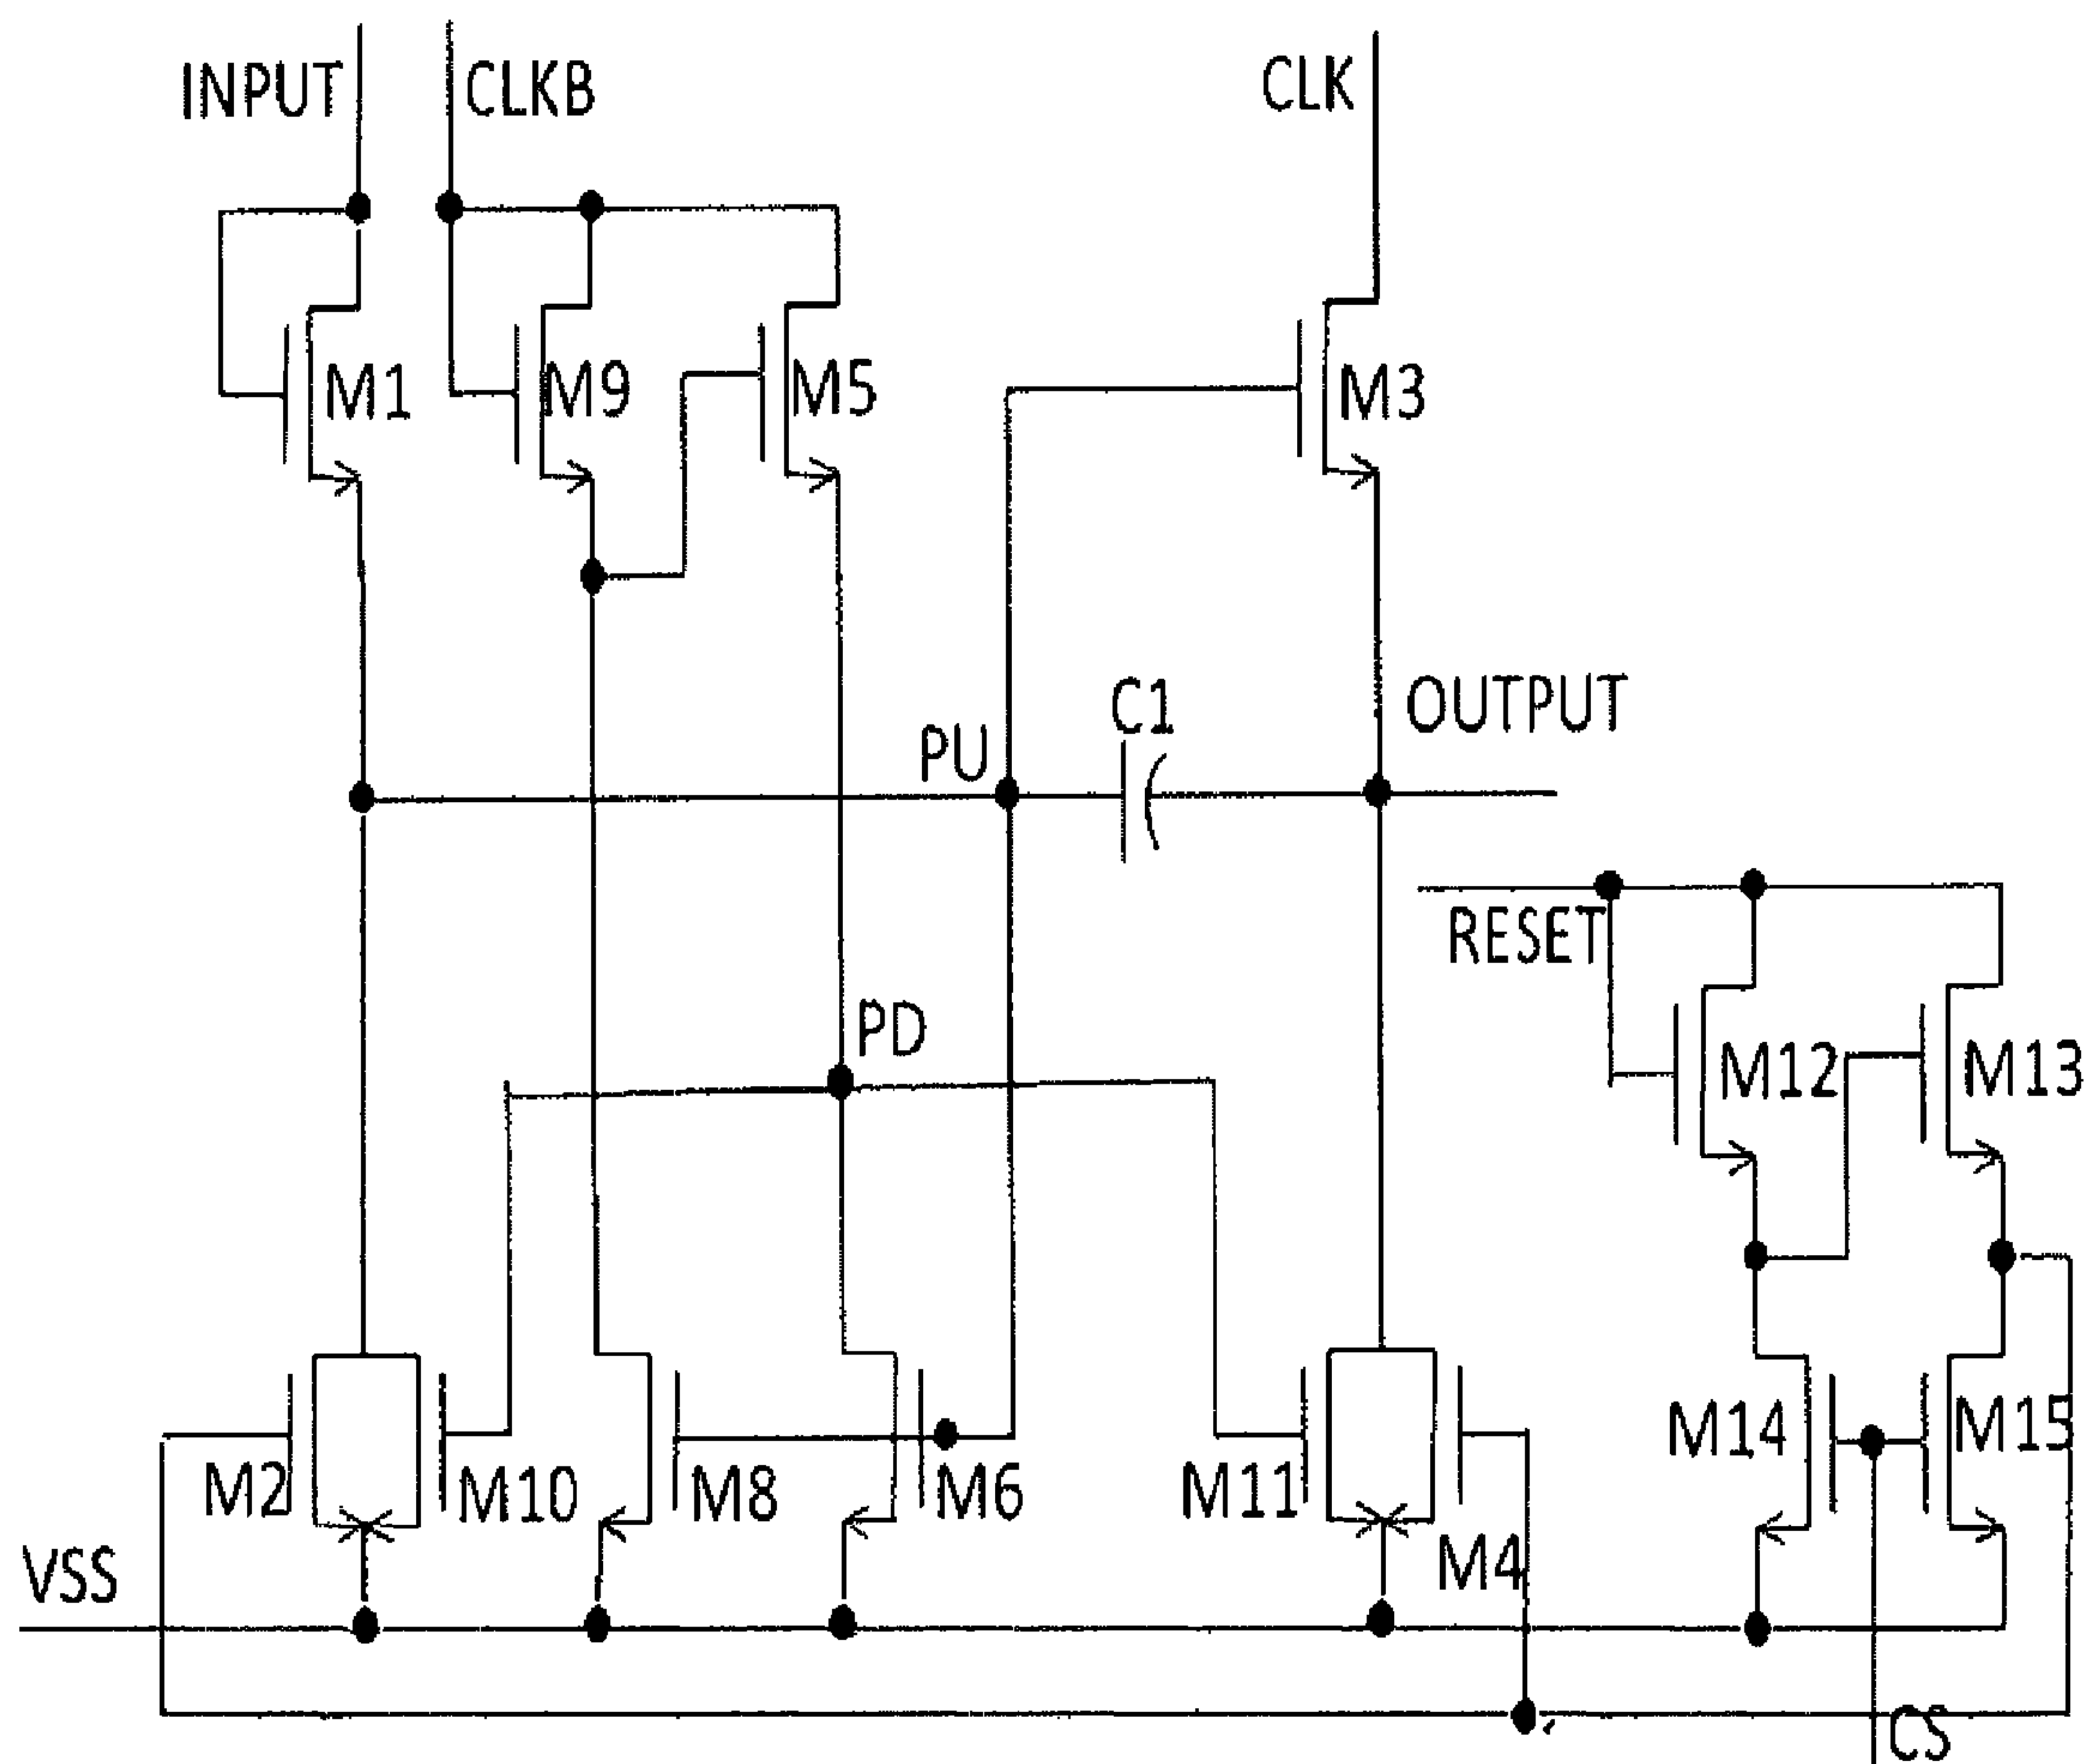 INPUT
CLKB
CLK
M1
M9
M5
M3
C1
OUTPUT
PU
RESET
PD
M12
M13
M2
M10
M8
M6
M11
M4
M14
M15
VSS
CS